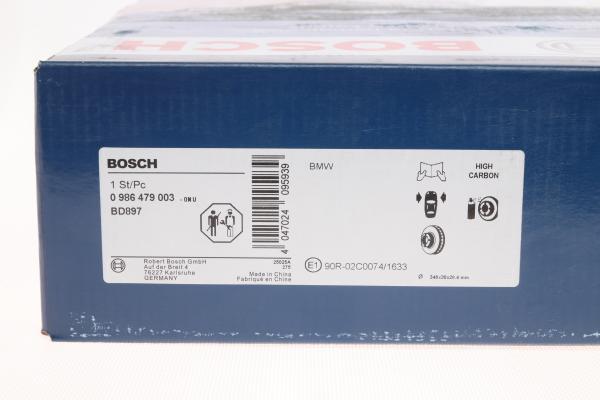 BOSCH
BOSCH
1 St/Pc
0 986 479 003 - 0N U
BD897
4 047024 095939
BMW
HIGH
CARBON
Robert Bosch GmbH
Auf der Breit 4
76227 Karlsruhe
GERMANY
Made in China
Fabriqué en Chine
E1 90R-02C0074/1633